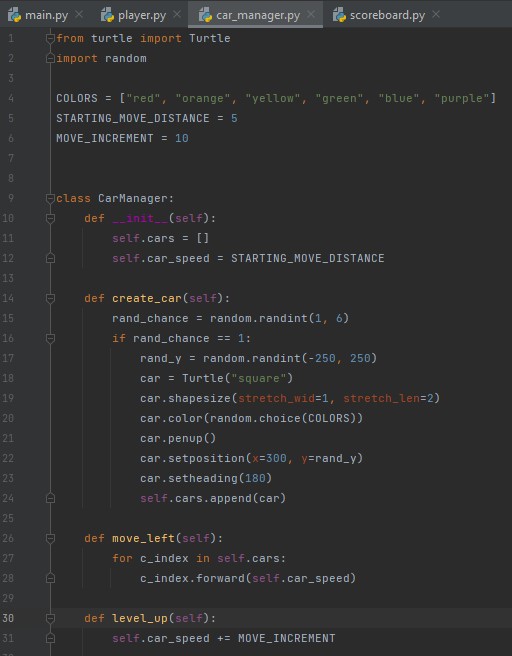 main.py player.py car_manager.py scoreboard.py
1 from turtle import Turtle
2 import random
3
4 COLORS = ["red", "orange", "yellow", "green", "blue", "purple"]
5 STARTING_MOVE_DISTANCE = 5
6 MOVE_INCREMENT = 10
7
8
9 class CarManager:
10     def __init__(self):
11         self.cars = []
12         self.car_speed = STARTING_MOVE_DISTANCE
13
14     def create_car(self):
15         rand_chance = random.randint(1, 6)
16         if rand_chance == 1:
17             rand_y = random.randint(-250, 250)
18             car = Turtle("square")
19             car.shapesize(stretch_wid=1, stretch_len=2)
20             car.color(random.choice(COLORS))
21             car.penup()
22             car.setposition(x=300, y=rand_y)
23             car.setheading(180)
24             self.cars.append(car)
25
26     def move_left(self):
27         for c_index in self.cars:
28             c_index.forward(self.car_speed)
29
30     def level_up(self):
31         self.car_speed += MOVE_INCREMENT